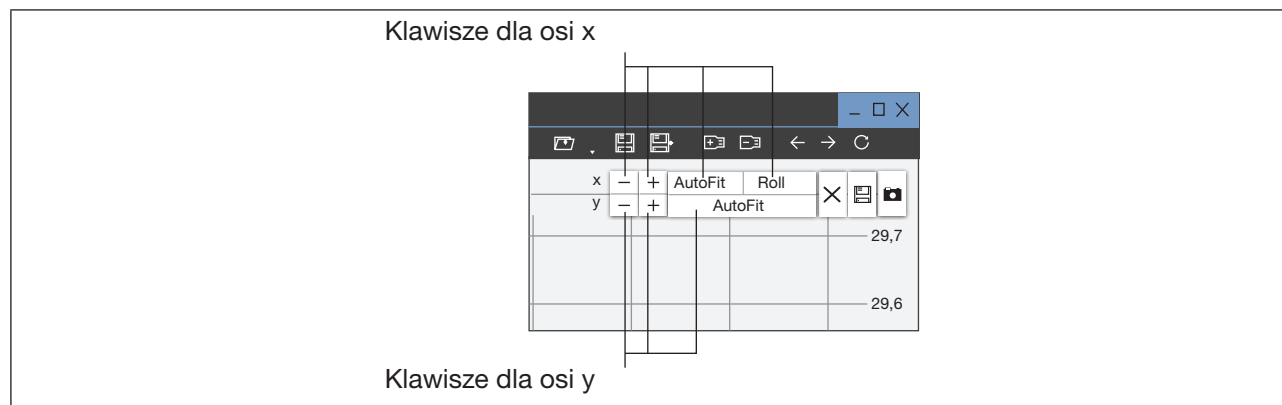 Klawisze dla osi x
x − + AutoFit Roll
y − + AutoFit
29,7
29,6
Klawisze dla osi y